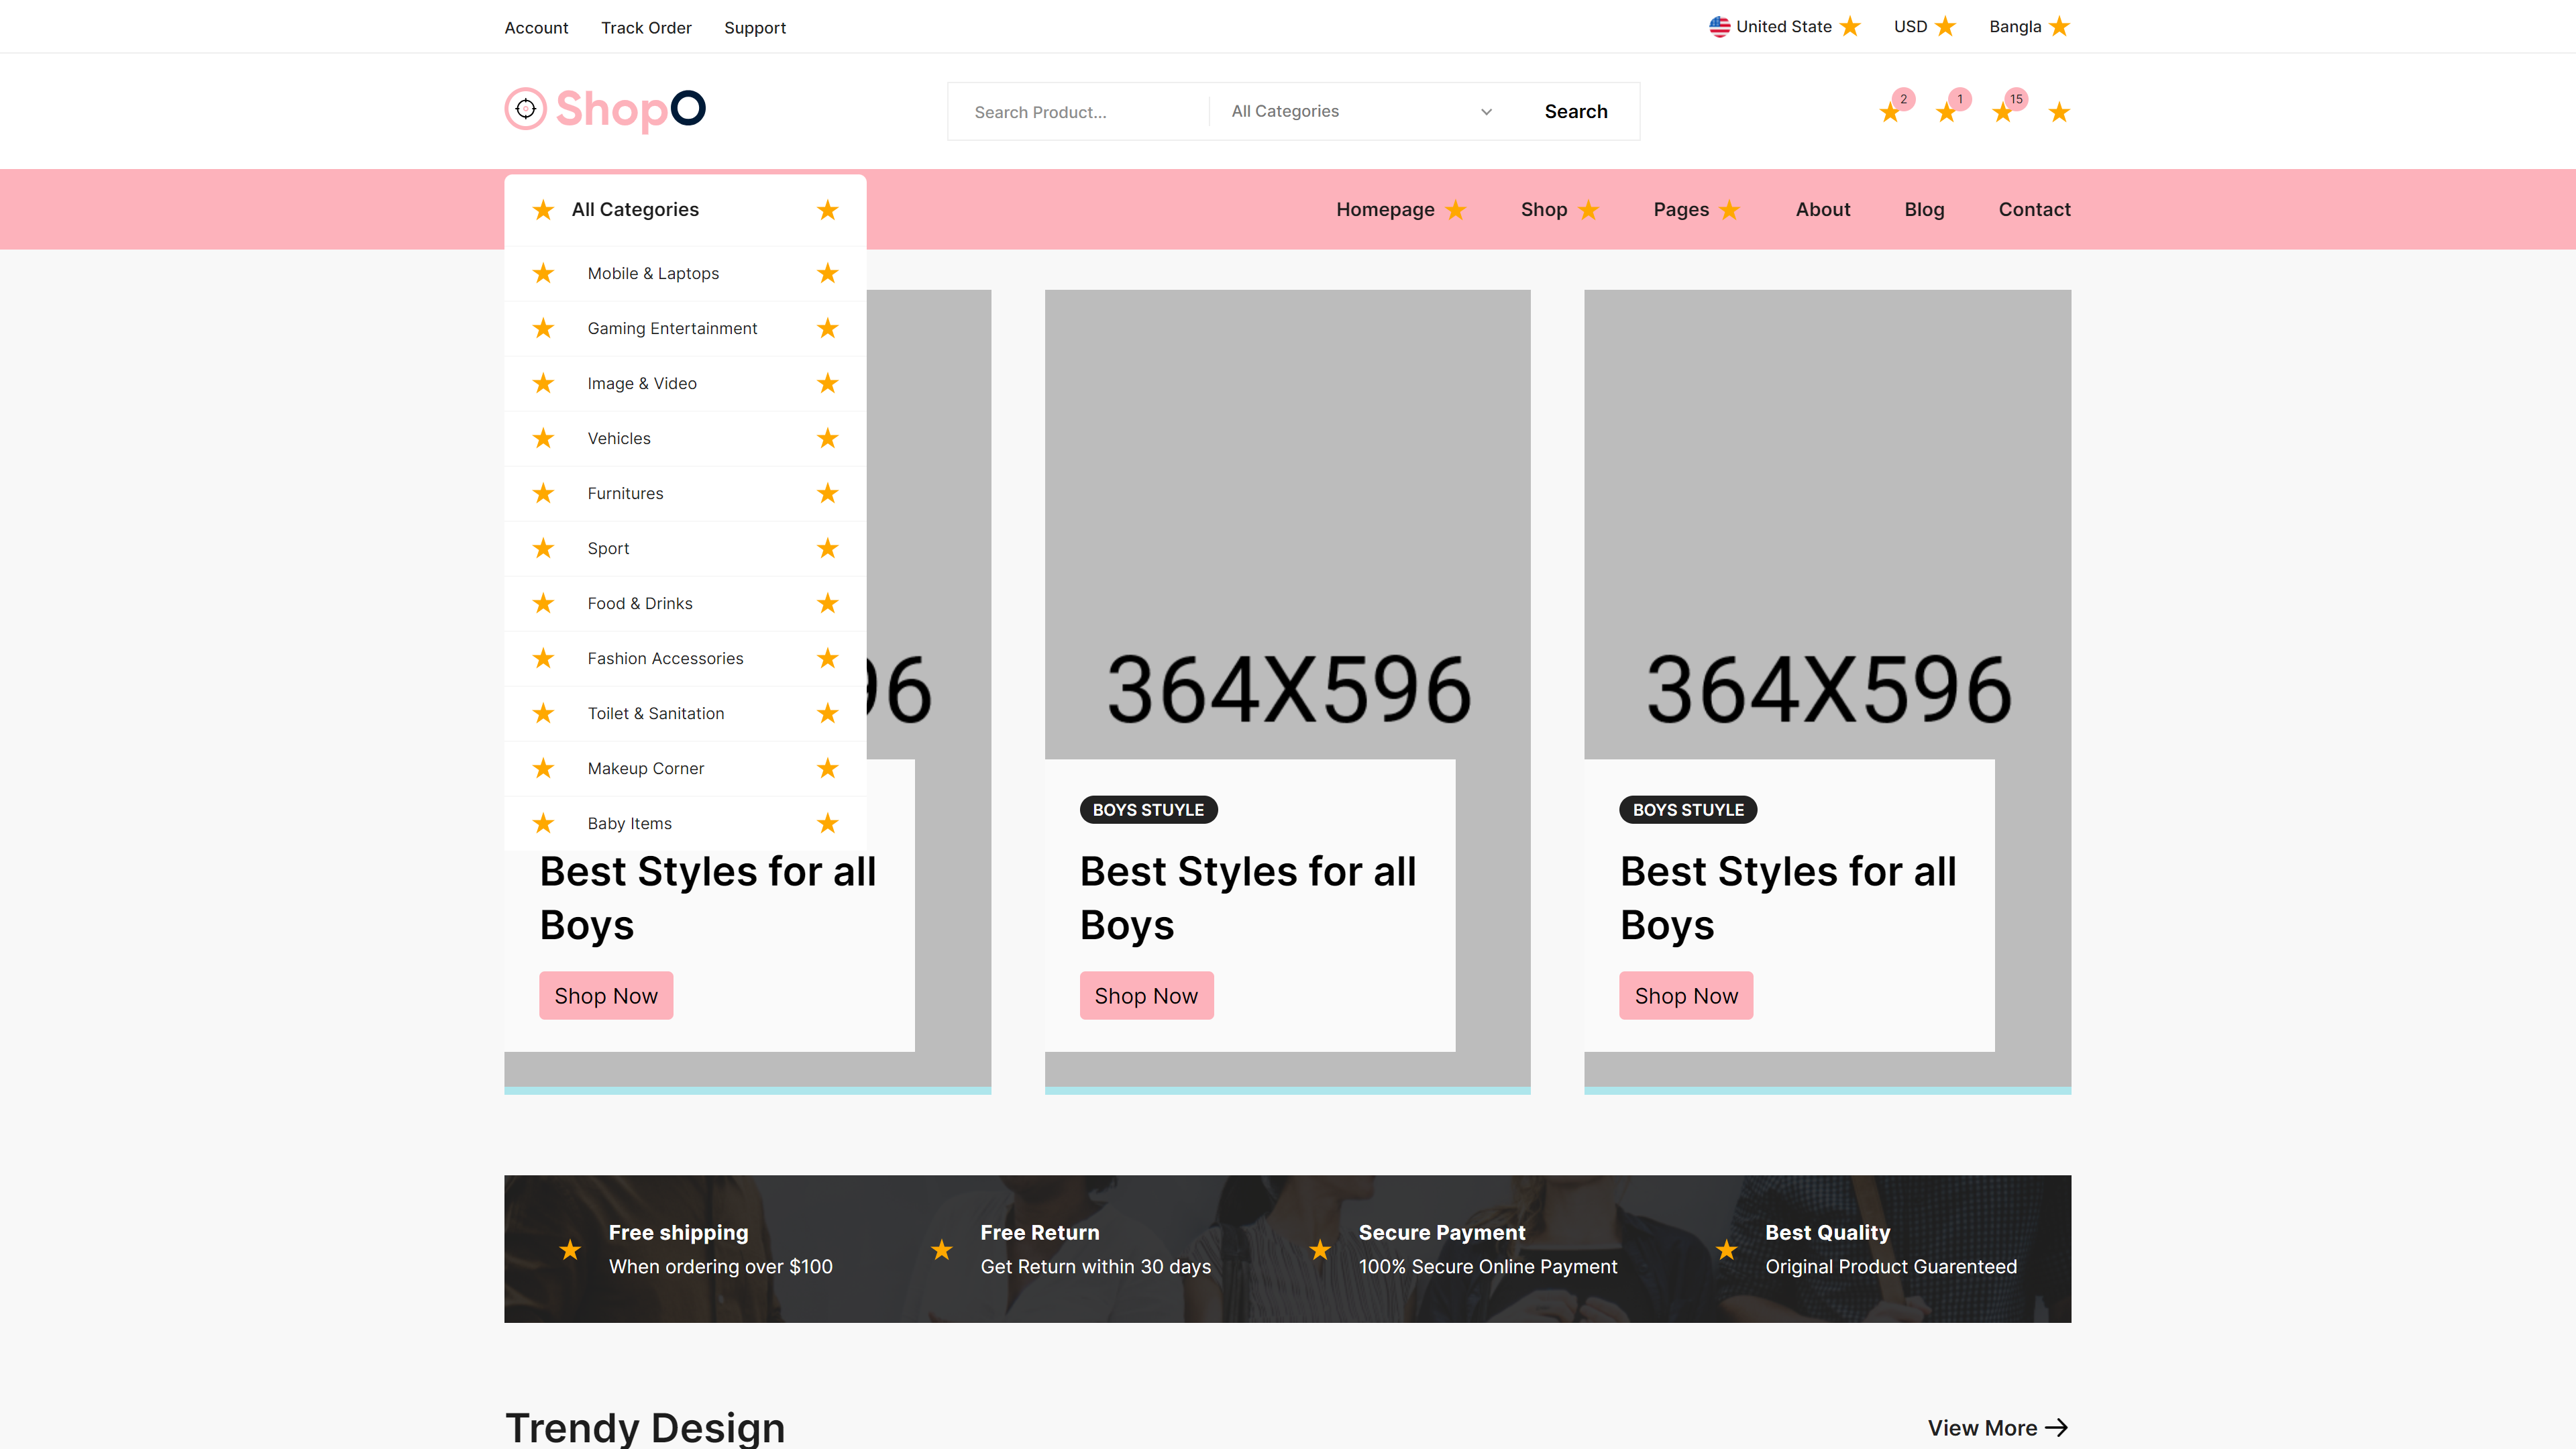 Account Track Order Support
United State USD Bangla
ShopO
Search Product... All Categories Search
2 1 15
All Categories
Homepage Shop Pages About Blog Contact
Mobile & Laptops
Gaming Entertainment
Image & Video
Vehicles
Furnitures
Sport
Food & Drinks
Fashion Accessories
Toilet & Sanitation
Makeup Corner
Baby Items
96
Best Styles for all
Boys
Shop Now
364X596
BOYS STUYLE
Best Styles for all
Boys
Shop Now
364X596
BOYS STUYLE
Best Styles for all
Boys
Shop Now
Free shipping
When ordering over $100
Free Return
Get Return within 30 days
Secure Payment
100% Secure Online Payment
Best Quality
Original Product Guarenteed
Trendy Design
View More